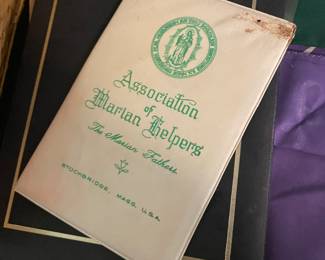 Association
of
Marian Helpers
The Marian Fathers
STOCKBRIDGE, MASS. U.S.A.